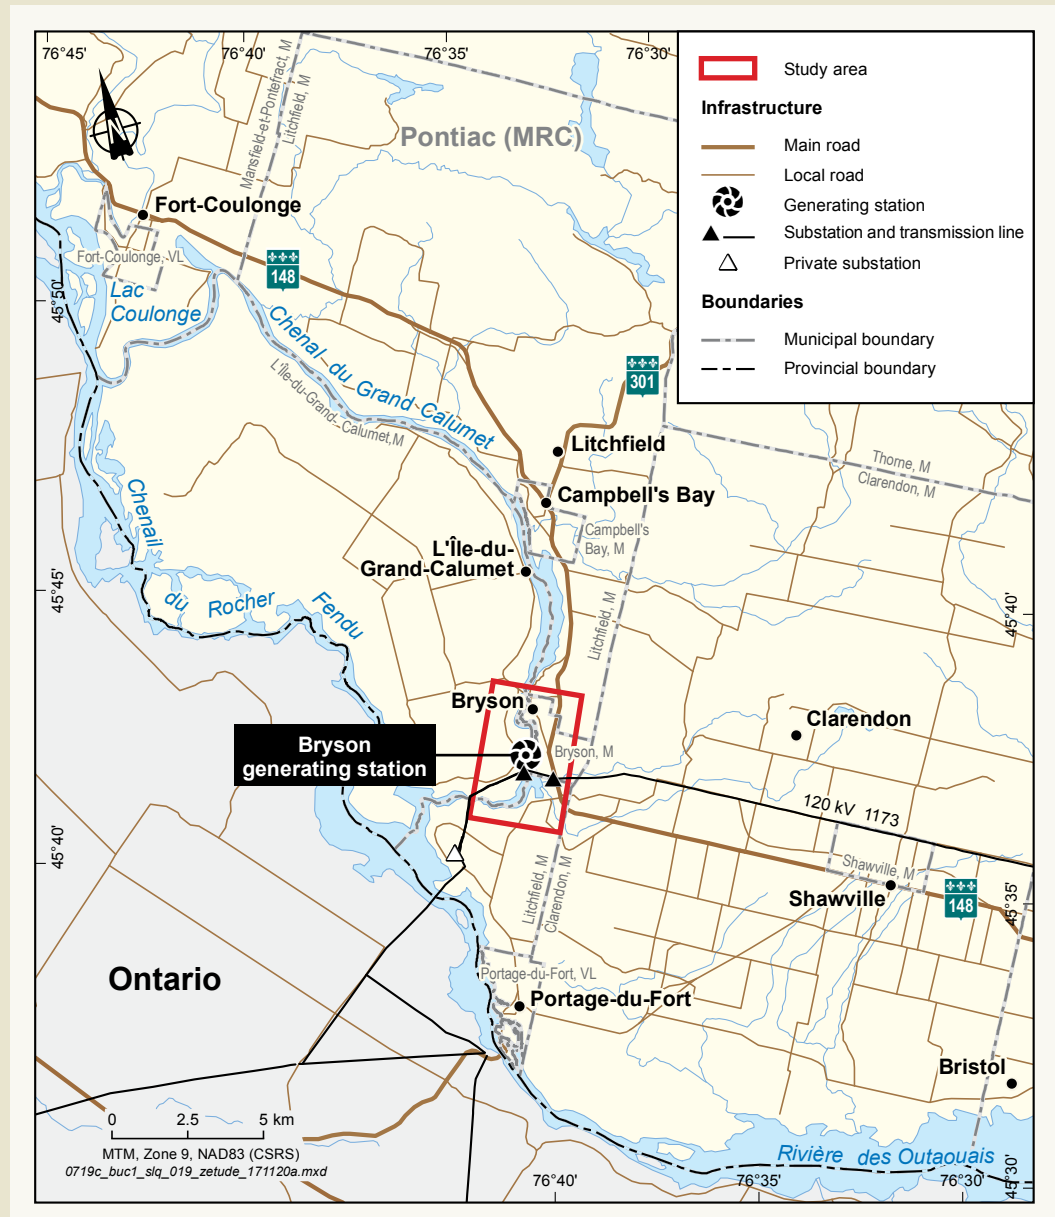 76°45'
76°40'
76°35'
76°30'
Study area
Infrastructure
Main road
Local road
Generating station
Substation and transmission line
Private substation
Boundaries
Municipal boundary
Provincial boundary
Mansfield-et-Pontefract, M
Litchfield, M
Pontiac (MRC)
Fort-Coulonge
Fort-Coulonge, VL
148
Lac
Coulonge
45°50'
Chenal du Grand Calumet
L'Île-du-Grand-Calumet,M
301
Litchfield
Thorne, M
Clarendon, M
Campbell's Bay
Campbell's
Bay, M
Chenail
du Rocher Fendu
L'Île-du-
Grand-Calumet
45°45'
45°40'
Litchfield, M
Bryson
Clarendon
Bryson
generating station
Bryson, M
120 kV 1173
45°40'
Shawville, M
Shawville
148
45°35'
Litchfield, M
Clarendon, M
Ontario
Portage-du-Fort, VL
Portage-du-Fort
Bristol
0 2.5 5 km
MTM, Zone 9, NAD83 (CSRS)
0719c_buc1_slq_019_zetude_171120a.mxd
Rivière des Outaouais
76°40'
76°35'
76°30'
45°30'